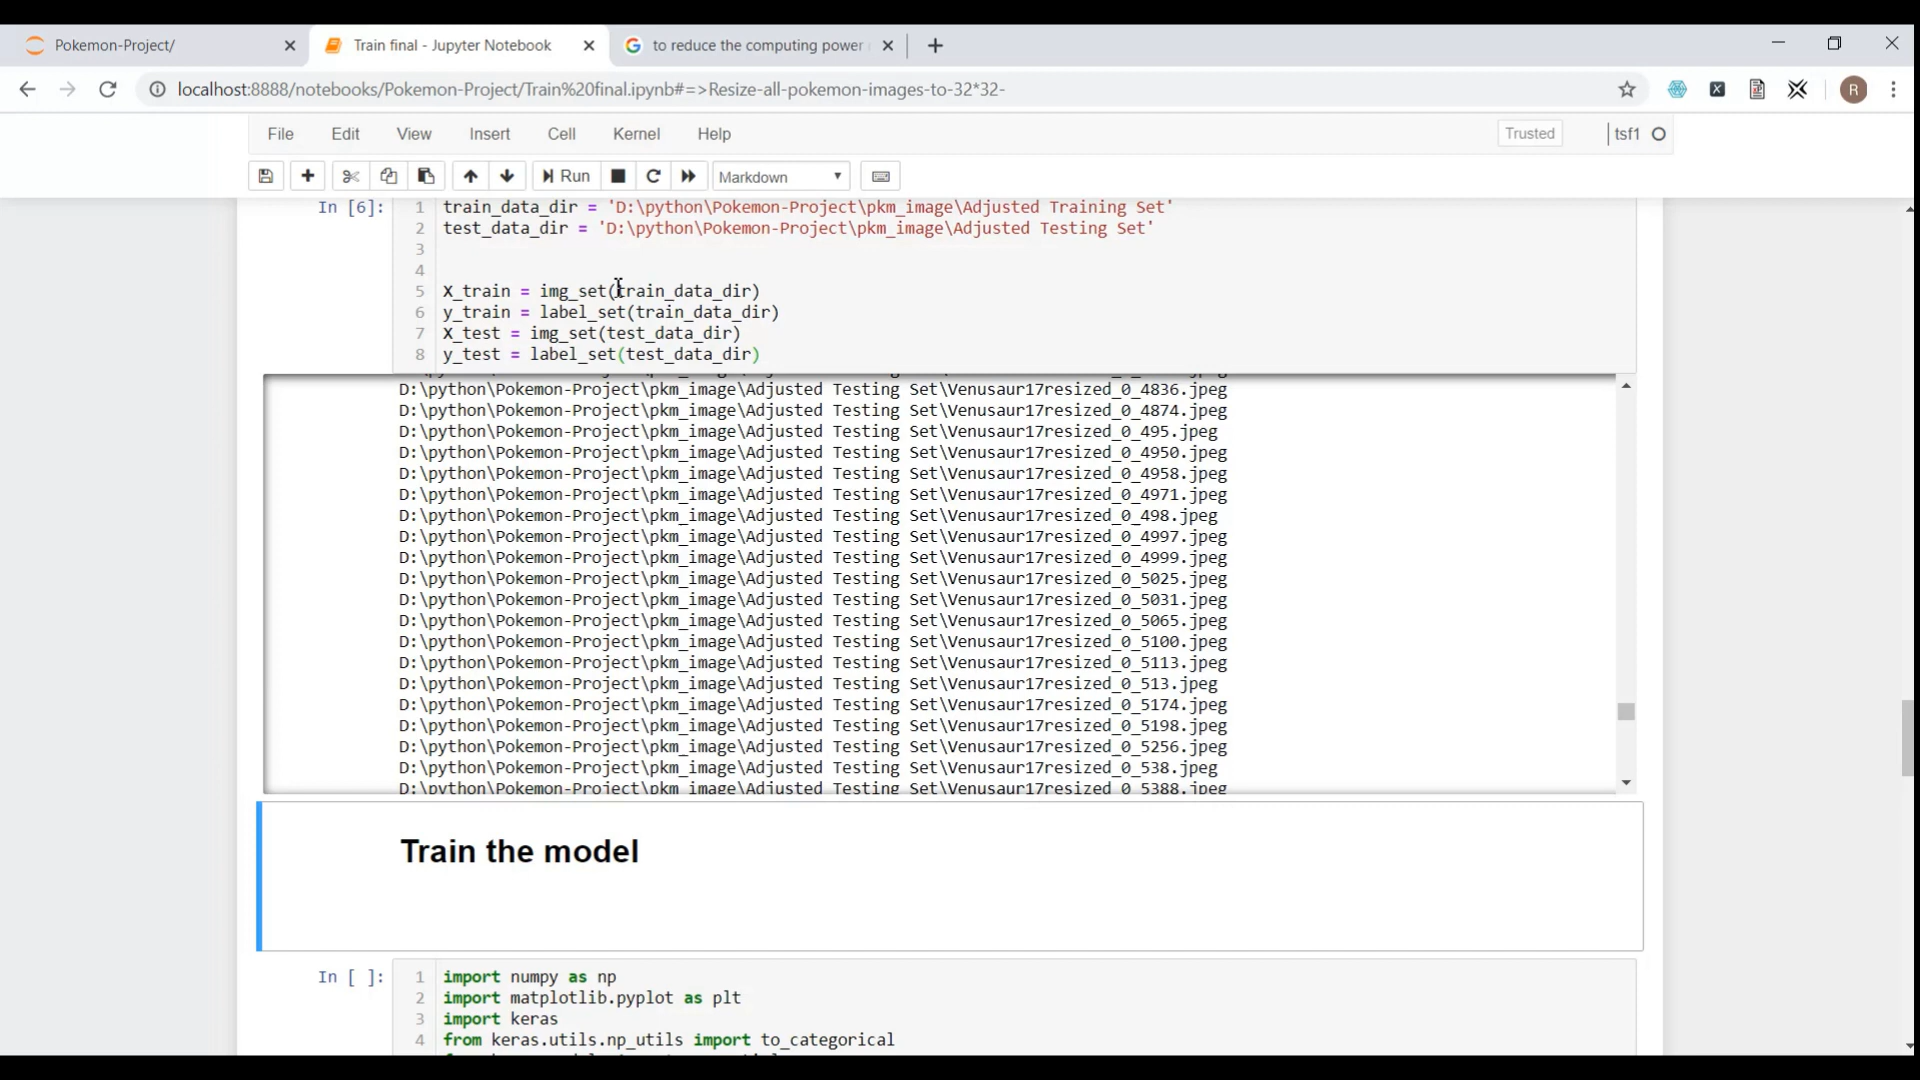 Pokemon-Project/
Train final - Jupyter Notebook
to reduce the computing power
localhost:8888/notebooks/Pokemon-Project/Train%20final.ipynb#=>Resize-all-pokemon-images-to-32*32-
R
File Edit View Insert Cell Kernel Help
Trusted
tsf1
Run
Markdown
In [6]:
1 train_data_dir = 'D:\python\Pokemon-Project\pkm_image\Adjusted Training Set'
2 test_data_dir = 'D:\python\Pokemon-Project\pkm_image\Adjusted Testing Set'
3
4
5 X_train = img_set(train_data_dir)
6 y_train = label_set(train_data_dir)
7 X_test = img_set(test_data_dir)
8 y_test = label_set(test_data_dir)
D:\python\Pokemon-Project\pkm_image\Adjusted Testing Set\Venusaur17resized_0_4836.jpeg
D:\python\Pokemon-Project\pkm_image\Adjusted Testing Set\Venusaur17resized_0_4874.jpeg
D:\python\Pokemon-Project\pkm_image\Adjusted Testing Set\Venusaur17resized_0_495.jpeg
D:\python\Pokemon-Project\pkm_image\Adjusted Testing Set\Venusaur17resized_0_4950.jpeg
D:\python\Pokemon-Project\pkm_image\Adjusted Testing Set\Venusaur17resized_0_4958.jpeg
D:\python\Pokemon-Project\pkm_image\Adjusted Testing Set\Venusaur17resized_0_4971.jpeg
D:\python\Pokemon-Project\pkm_image\Adjusted Testing Set\Venusaur17resized_0_498.jpeg
D:\python\Pokemon-Project\pkm_image\Adjusted Testing Set\Venusaur17resized_0_4997.jpeg
D:\python\Pokemon-Project\pkm_image\Adjusted Testing Set\Venusaur17resized_0_4999.jpeg
D:\python\Pokemon-Project\pkm_image\Adjusted Testing Set\Venusaur17resized_0_5025.jpeg
D:\python\Pokemon-Project\pkm_image\Adjusted Testing Set\Venusaur17resized_0_5031.jpeg
D:\python\Pokemon-Project\pkm_image\Adjusted Testing Set\Venusaur17resized_0_5065.jpeg
D:\python\Pokemon-Project\pkm_image\Adjusted Testing Set\Venusaur17resized_0_5100.jpeg
D:\python\Pokemon-Project\pkm_image\Adjusted Testing Set\Venusaur17resized_0_5113.jpeg
D:\python\Pokemon-Project\pkm_image\Adjusted Testing Set\Venusaur17resized_0_513.jpeg
D:\python\Pokemon-Project\pkm_image\Adjusted Testing Set\Venusaur17resized_0_5174.jpeg
D:\python\Pokemon-Project\pkm_image\Adjusted Testing Set\Venusaur17resized_0_5198.jpeg
D:\python\Pokemon-Project\pkm_image\Adjusted Testing Set\Venusaur17resized_0_5256.jpeg
D:\python\Pokemon-Project\pkm_image\Adjusted Testing Set\Venusaur17resized_0_538.jpeg
D:\python\Pokemon-Project\pkm_image\Adjusted Testing Set\Venusaur17resized_0_5388.jpeg
Train the model
In [ ]:
1 import numpy as np
2 import matplotlib.pyplot as plt
3 import keras
4 from keras.utils.np_utils import to_categorical